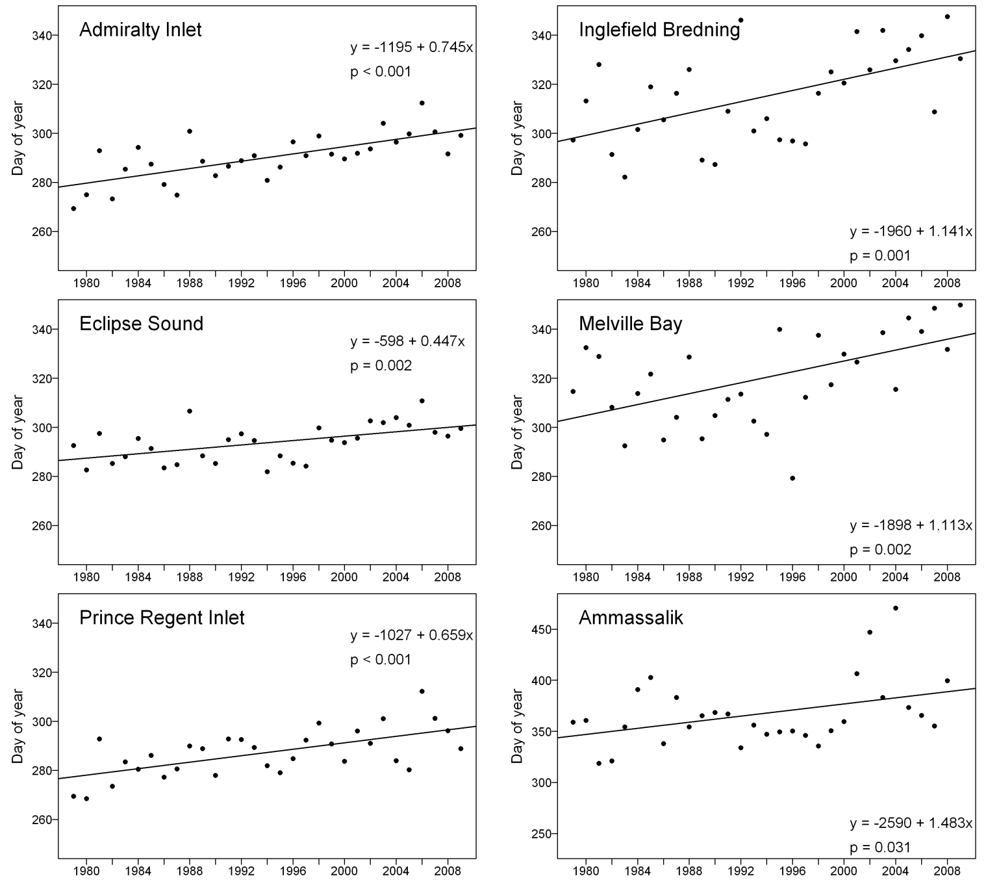 Admiralty Inlet
y = -1195 + 0.745x
p < 0.001
Day of year
340
320
300
280
260
1980 1984 1988 1992 1996 2000 2004 2008
Inglefield Bredning
y = -1960 + 1.141x
p = 0.001
Day of year
340
320
300
280
260
1980 1984 1988 1992 1996 2000 2004 2008
Eclipse Sound
y = -598 + 0.447x
p = 0.002
Day of year
340
320
300
280
260
1980 1984 1988 1992 1996 2000 2004 2008
Melville Bay
y = -1898 + 1.113x
p = 0.002
Day of year
340
320
300
280
260
1980 1984 1988 1992 1996 2000 2004 2008
Prince Regent Inlet
y = -1027 + 0.659x
p < 0.001
Day of year
340
320
300
280
260
1980 1984 1988 1992 1996 2000 2004 2008
Ammassalik
y = -2590 + 1.483x
p = 0.031
Day of year
450
400
350
300
250
1980 1984 1988 1992 1996 2000 2004 2008